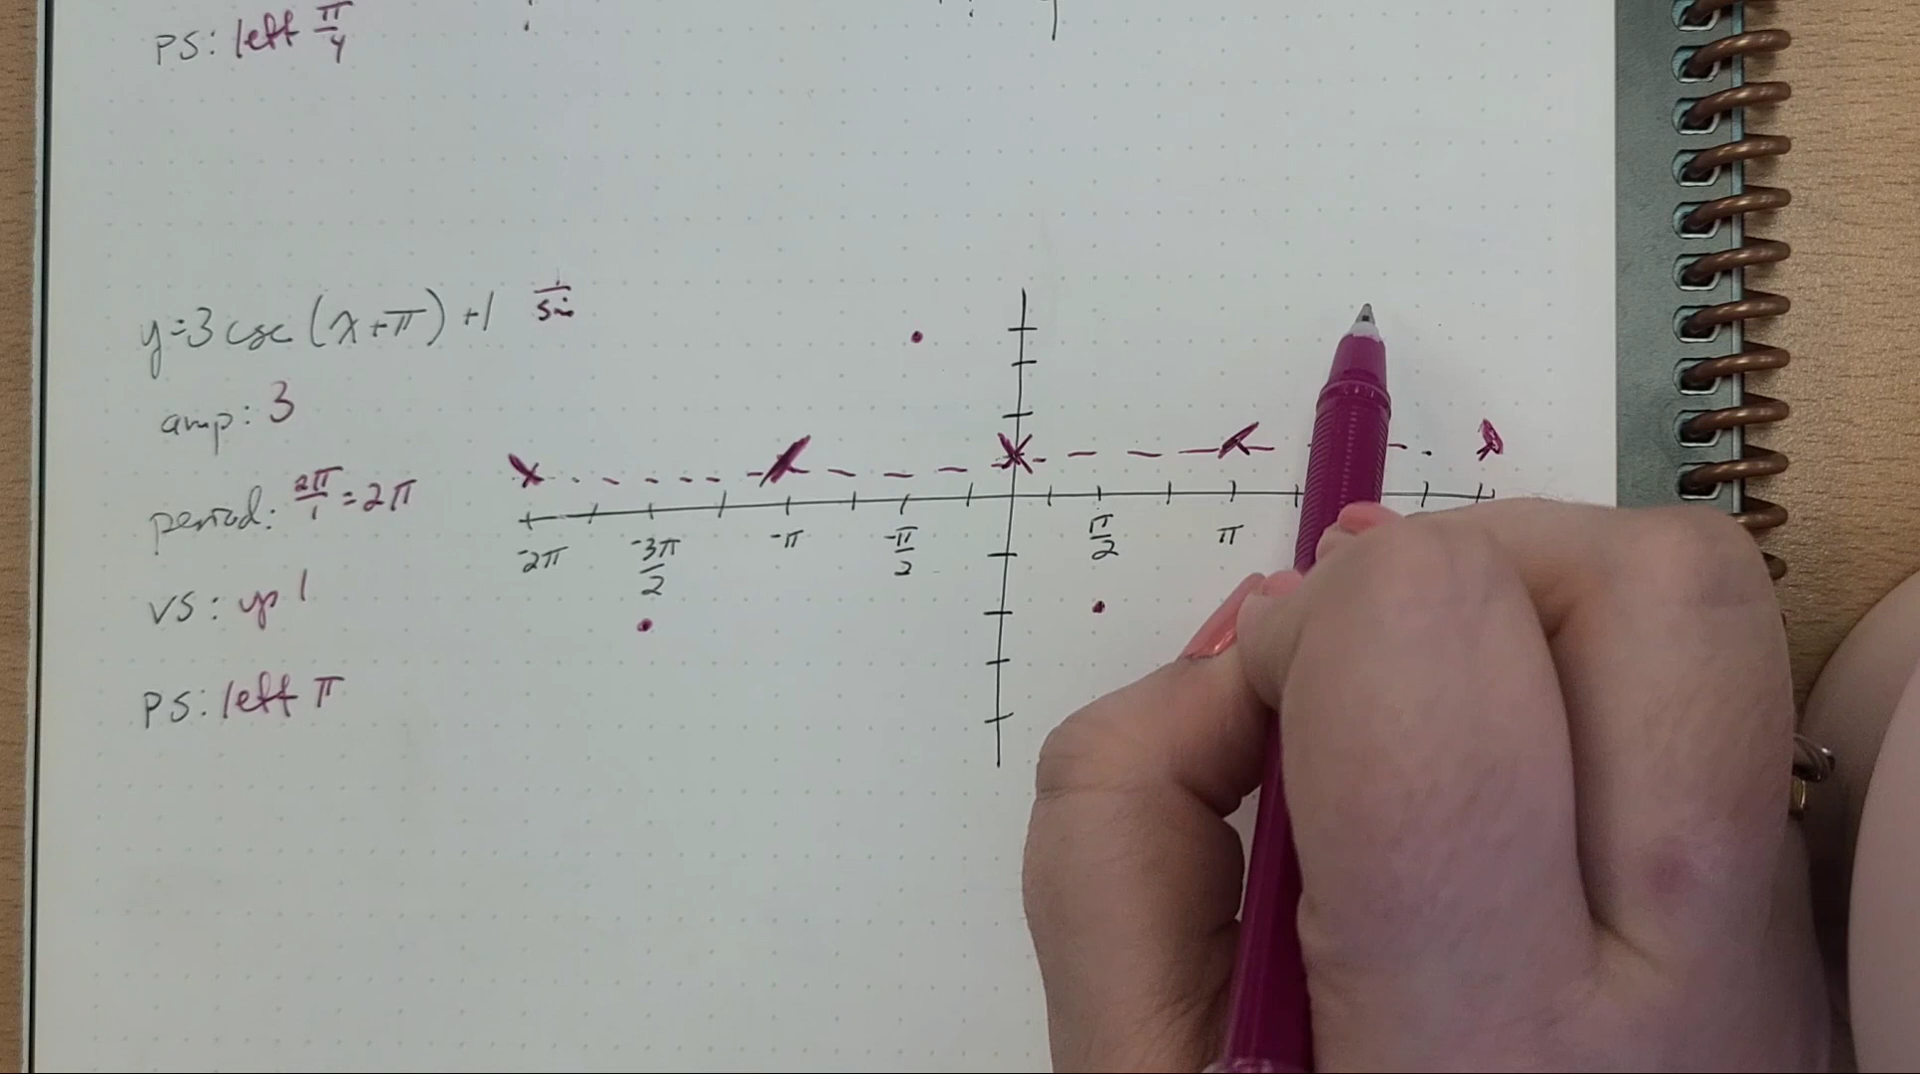 PS: left π/4
y=3csc(x+π)+1 1/sin
amp: 3
period: 2π/1 = 2π
VS: up 1
PS: left π
-2π -3π/2 -π -π/2 π/2 π